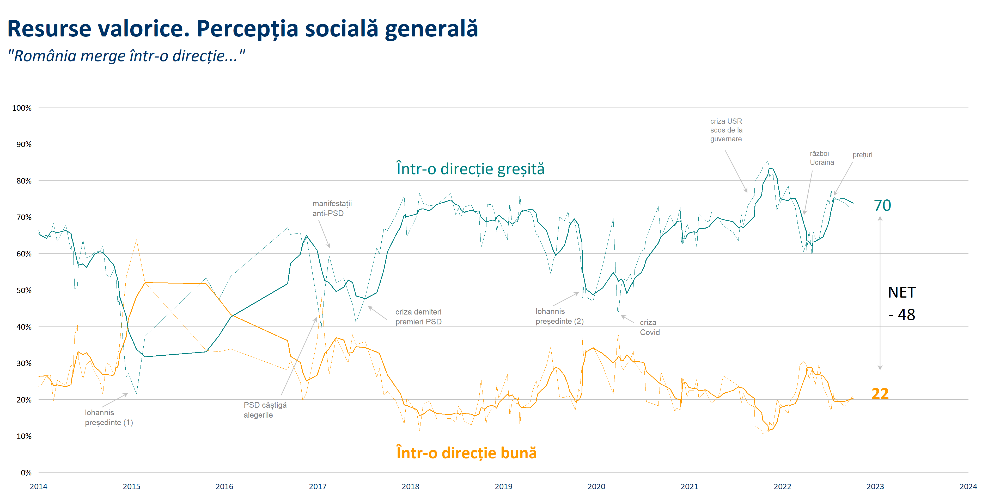 Resurse valorice. Percepția socială generală
"România merge într-o direcție..."
100%
90%
80%
70%
60%
50%
40%
30%
20%
10%
0%
2014
2015
2016
2017
2018
2019
2020
2021
2022
2023
2024
Într-o direcție greșită
Într-o direcție bună
Iohannis
președinte (1)
PSD câștigă
alegerile
manifestații
anti-PSD
criza demiteri
premieri PSD
Iohannis
președinte (2)
criza
Covid
criza USR
scos de la
guvernare
război
Ucraina
prețuri
70
NET
- 48
22